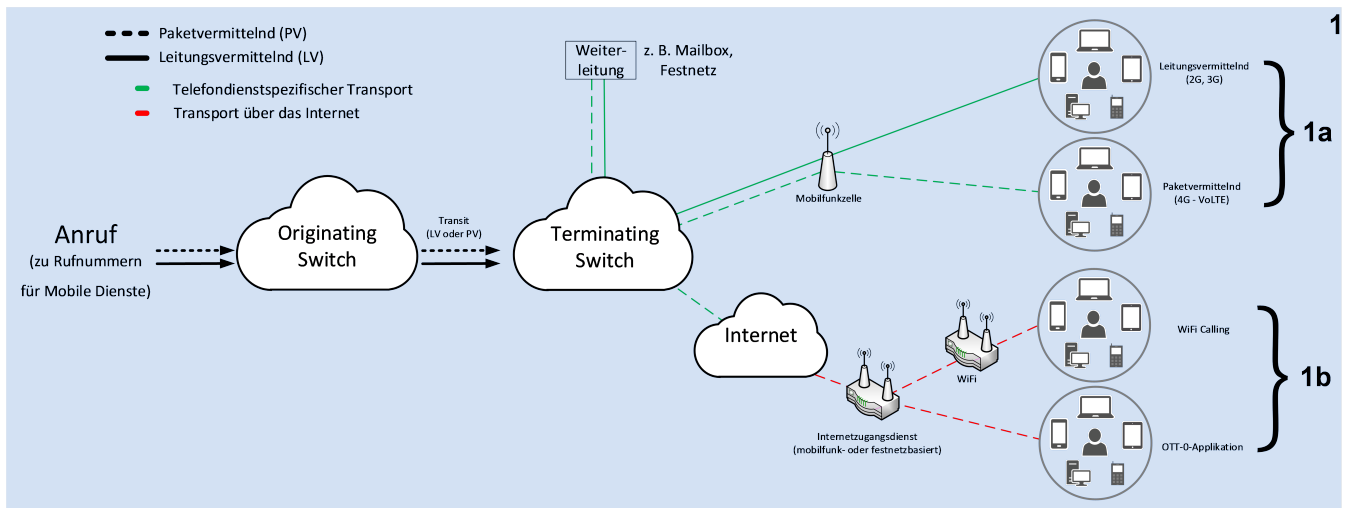 1
Paketvermittelnd (PV)
Leitungsvermittelnd (LV)
Telefondienstspezifischer Transport
Transport über das Internet
Weiter-
leitung
z. B. Mailbox,
Festnetz
Leitungsvermittelnd
(2G, 3G)
1a
Mobilfunkzelle
Paketvermittelnd
(4G - VoLTE)
Anruf
(zu Rufnummern
für Mobile Dienste)
Originating
Switch
Transit
(LV oder PV)
Terminating
Switch
Internet
WiFi
WiFi Calling
1b
Internetzugangsdienst
(mobilfunk- oder festnetzbasiert)
OTT-0-Applikation